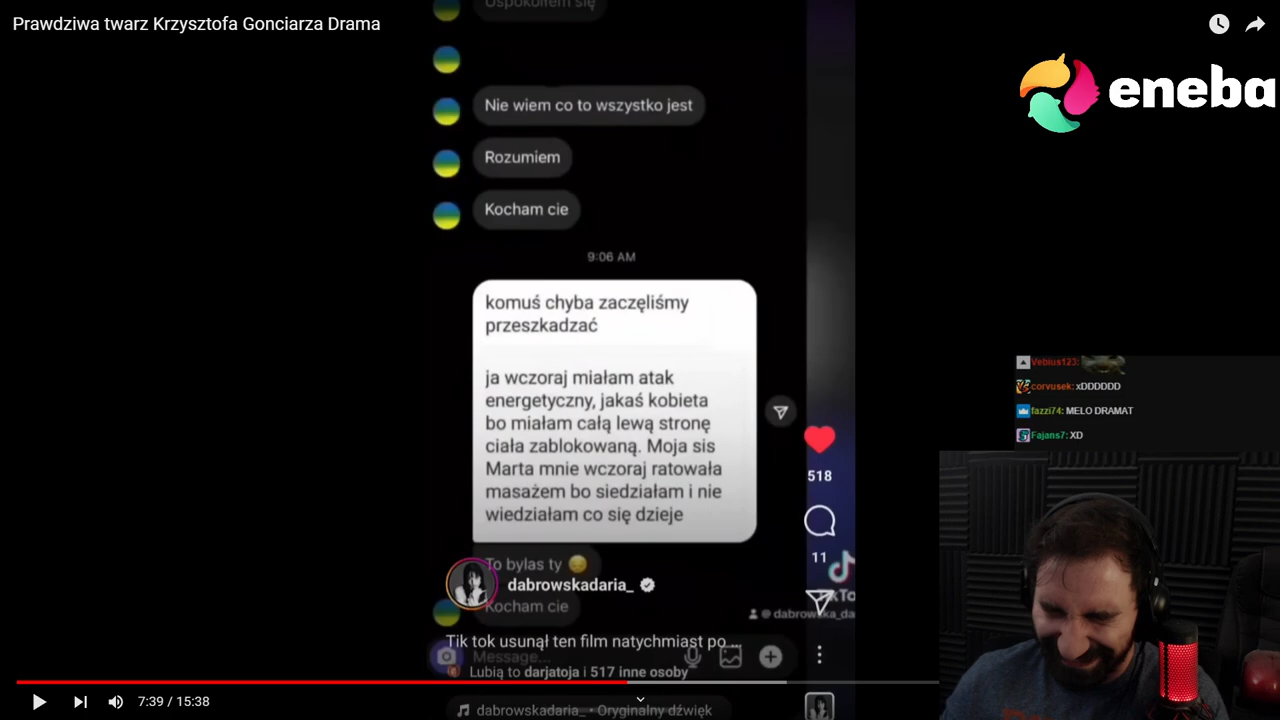 Prawdziwa twarz Krzysztofa Gonciarza Drama
eneba
Uspokoiłem się
Nie wiem co to wszystko jest
Rozumiem
Kocham cie
9:06 AM
komuś chyba zaczęliśmy
przeszkadzać
ja wczoraj miałam atak
energetyczny, jakaś kobieta
bo miałam całą lewą stronę
ciała zablokowaną. Moja sis
Marta mnie wczoraj ratowała
masażem bo siedziałam i nie
wiedziałam co się dzieje
To bylas ty
dabrowskadaria_
Kocham cie
Tik tok usunął ten film natychmiast po ...
Message...
Lubią to darjatoja i 517 inne osoby
dabrowskadaria_ • Oryginalny dźwięk
518
11
@ dabrowska_da
Vebius123:
corvusek: xDDDDDD
fazzi74: MELO DRAMAT
Fajans7: XD
7:39 / 15:38